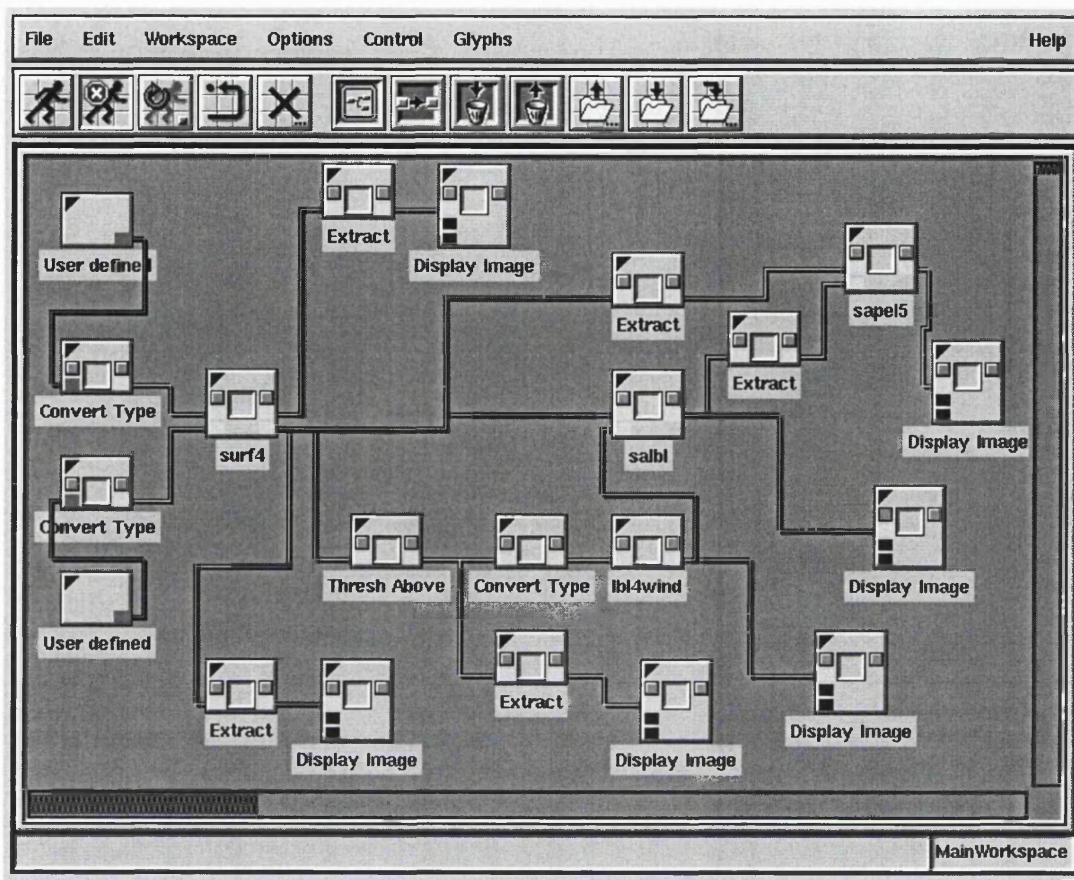 File Edit Workspace Options Control Glyphs Help
Extract
Display Image
User defined
Extract
sapel5
Extract
Convert Type
Display Image
surf4
salbl
Convert Type
Thresh Above
Convert Type
lbl4wind
Display Image
User defined
Extract
Extract
Display Image
Display Image
Display Image
MainWorkspace